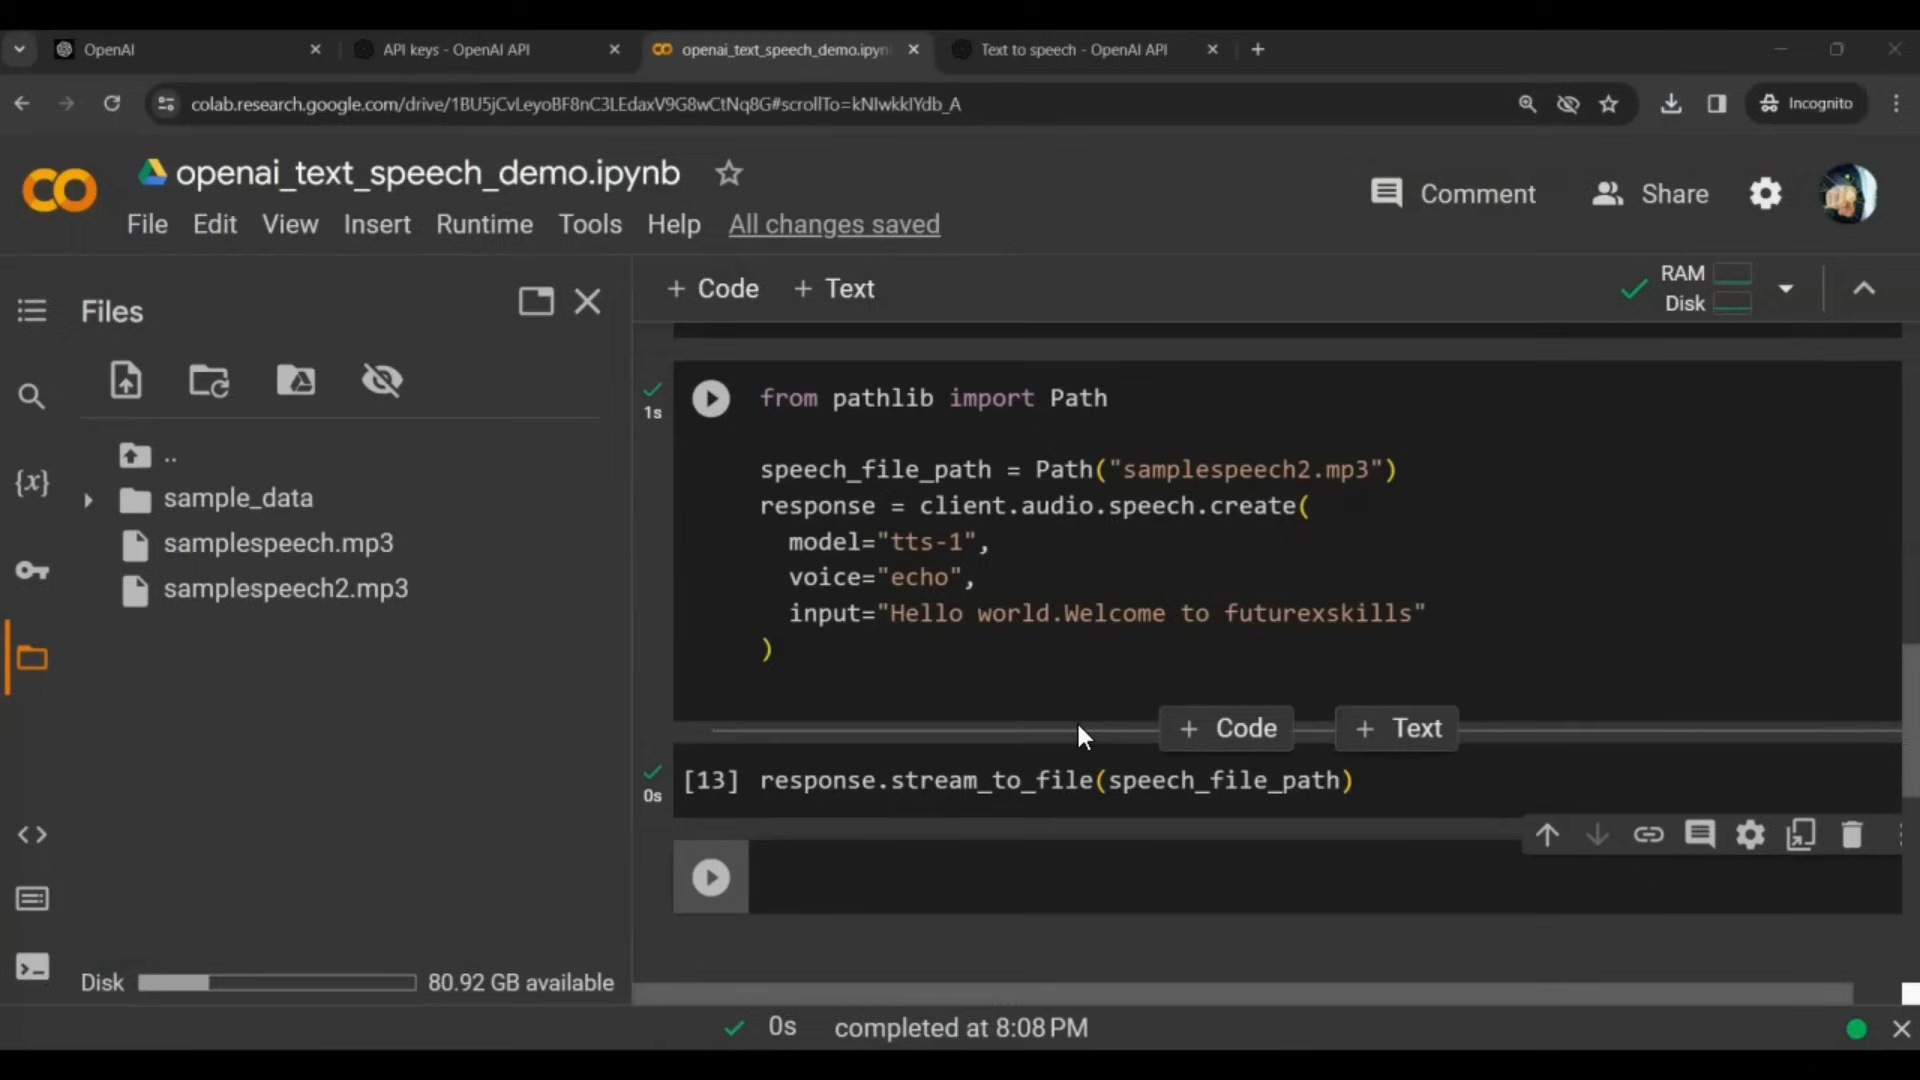 OpenAI
API keys - OpenAI API
openai_text_speech_demo.ipyn
Text to speech - OpenAI API
colab.research.google.com/drive/1BU5jCvLeyoBF8nC3LEdaxV9G8wCtNq8G#scrollTo=kNIwkkIYdb_A
Incognito
openai_text_speech_demo.ipynb
Comment
Share
File Edit View Insert Runtime Tools Help All changes saved
Files
+ Code + Text
RAM
Disk
..
sample_data
samplespeech.mp3
samplespeech2.mp3
{x}
1s
from pathlib import Path
speech_file_path = Path("samplespeech2.mp3")
response = client.audio.speech.create(
model="tts-1",
voice="echo",
input="Hello world.Welcome to futurexskills"
)
+ Code + Text
0s
[13] response.stream_to_file(speech_file_path)
Disk 80.92 GB available
0s completed at 8:08 PM